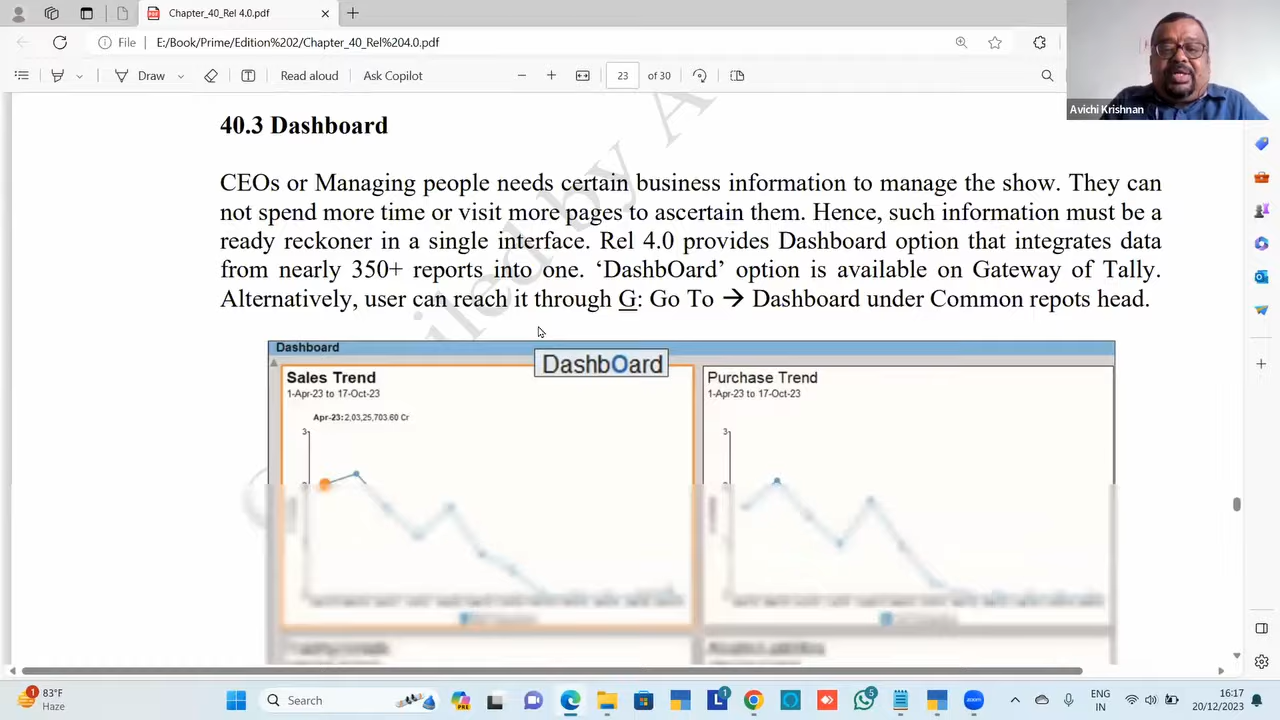 Chapter_40_Rel 4.0.pdf
File
E:/Book/Prime/Edition%202/Chapter_40_Rel%204.0.pdf
Draw
Read aloud
Ask Copilot
23
of 30
Avichi Krishnan
40.3 Dashboard
CEOs or Managing people needs certain business information to manage the show. They can
not spend more time or visit more pages to ascertain them. Hence, such information must be a
ready reckoner in a single interface. Rel 4.0 provides Dashboard option that integrates data
from nearly 350+ reports into one. ‘DashbOard’ option is available on Gateway of Tally.
Alternatively, user can reach it through G: Go To → Dashboard under Common repots head.
Dashboard
DashbOard
Sales Trend
1-Apr-23 to 17-Oct-23
Apr-23: 2,03,25,703.60 Cr
3
Purchase Trend
1-Apr-23 to 17-Oct-23
3
1
83°F
Haze
Search
1
5
ENG
IN
16:17
20/12/2023